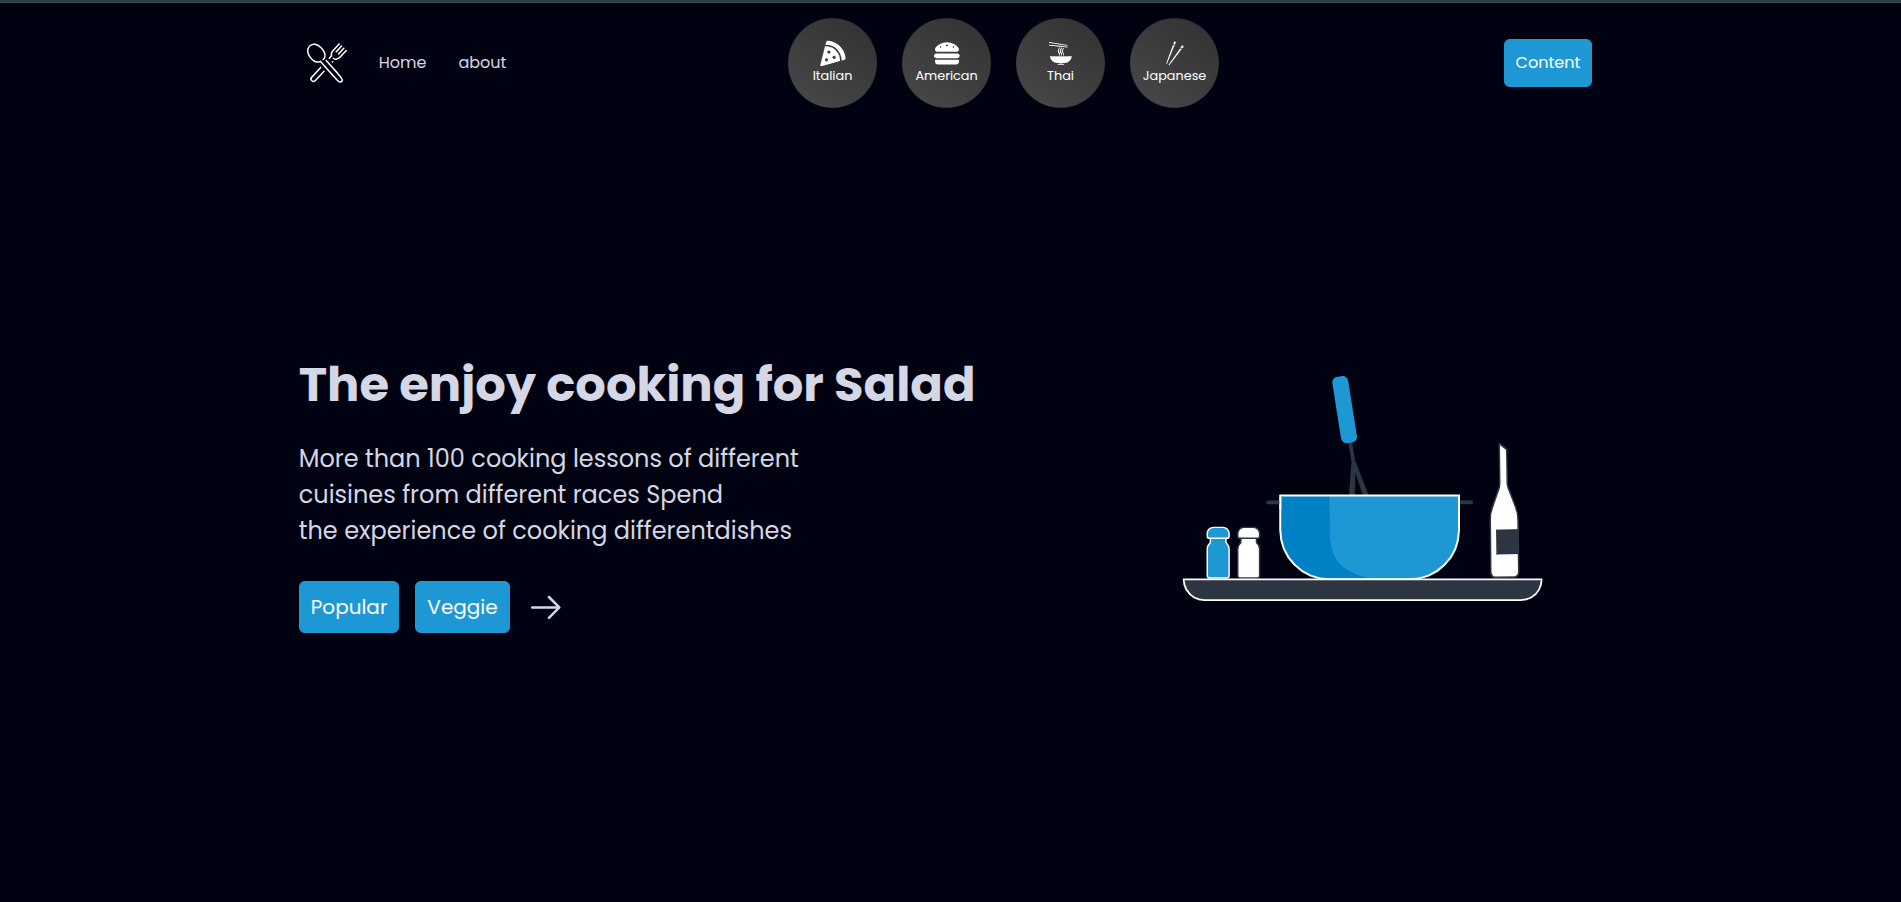 Home
about
Italian
American
Thai
Japanese
Content
The enjoy cooking for Salad
More than 100 cooking lessons of different
cuisines from different races Spend
the experience of cooking differentdishes
Popular
Veggie